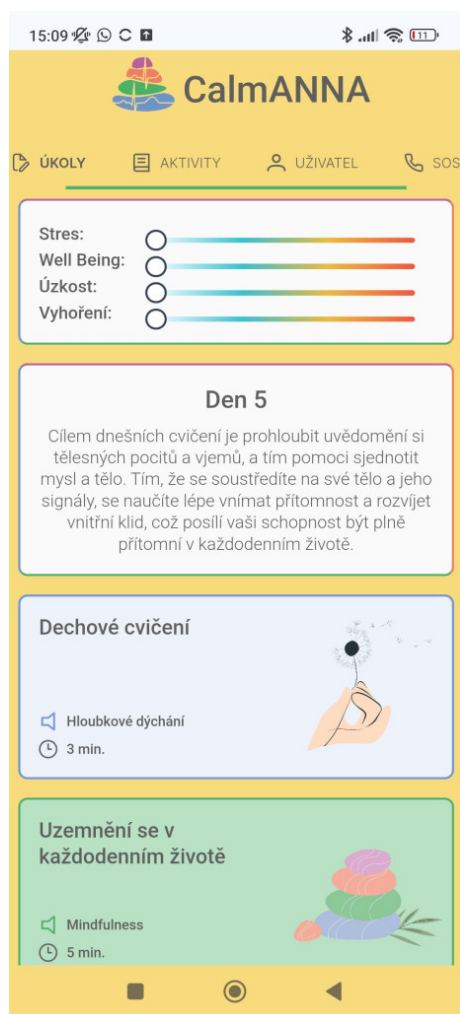 15:09
11
CalmANNA
ÚKOLY AKTIVITY UŽIVATEL SOS
Stres:
Well Being:
Úzkost:
Vyhoření:
Den 5
Cílem dnešních cvičení je prohloubit uvědomění si
tělesných pocitů a vjemů, a tím pomoci sjednotit
mysl a tělo. Tím, že se soustředíte na své tělo a jeho
signály, se naučíte lépe vnímat přítomnost a rozvíjet
vnitřní klid, což posílí vaši schopnost být plně
přítomní v každodenním životě.
Dechové cvičení
Hloubkové dýchání
3 min.
Uzemnění se v
každodenním životě
Mindfulness
5 min.